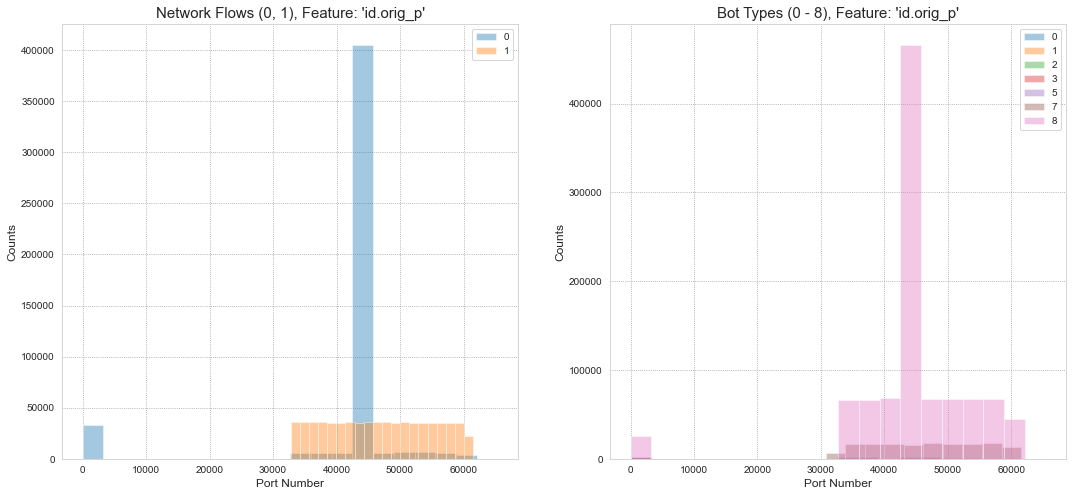 Network Flows (0, 1), Feature: 'id.orig_p'
400000
350000
300000
250000
200000
150000
100000
50000
0
Counts
0 10000 20000 30000 40000 50000 60000
Port Number
0
1
Bot Types (0 - 8), Feature: 'id.orig_p'
400000
300000
200000
100000
0
Counts
0 10000 20000 30000 40000 50000 60000
Port Number
0
1
2
3
5
7
8